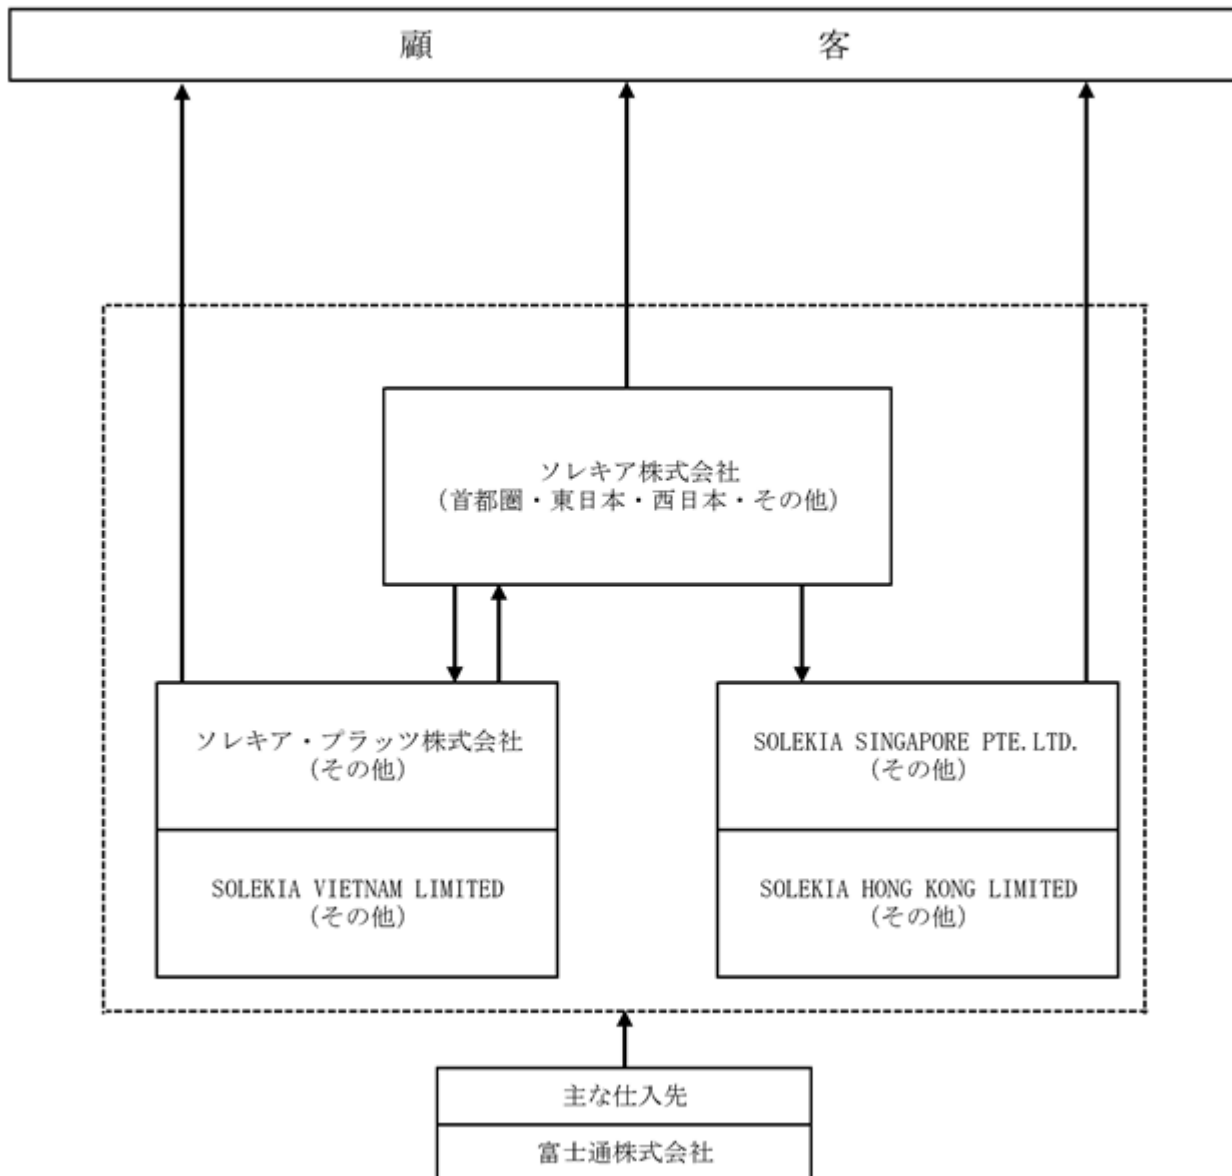 顧 客
ソレキア株式会社
(首都圏・東日本・西日本・その他)
ソレキア・プラッツ株式会社
(その他)
SOLEKIA VIETNAM LIMITED
(その他)
SOLEKIA SINGAPORE PTE.LTD.
(その他)
SOLEKIA HONG KONG LIMITED
(その他)
主な仕入先
富士通株式会社